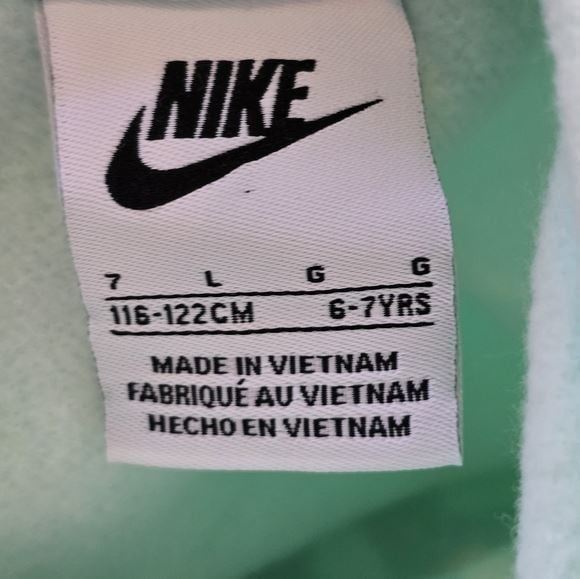 NIKE
7 L G G
116-122CM 6-7YRS
MADE IN VIETNAM
FABRIQUÉ AU VIETNAM
HECHO EN VIETNAM